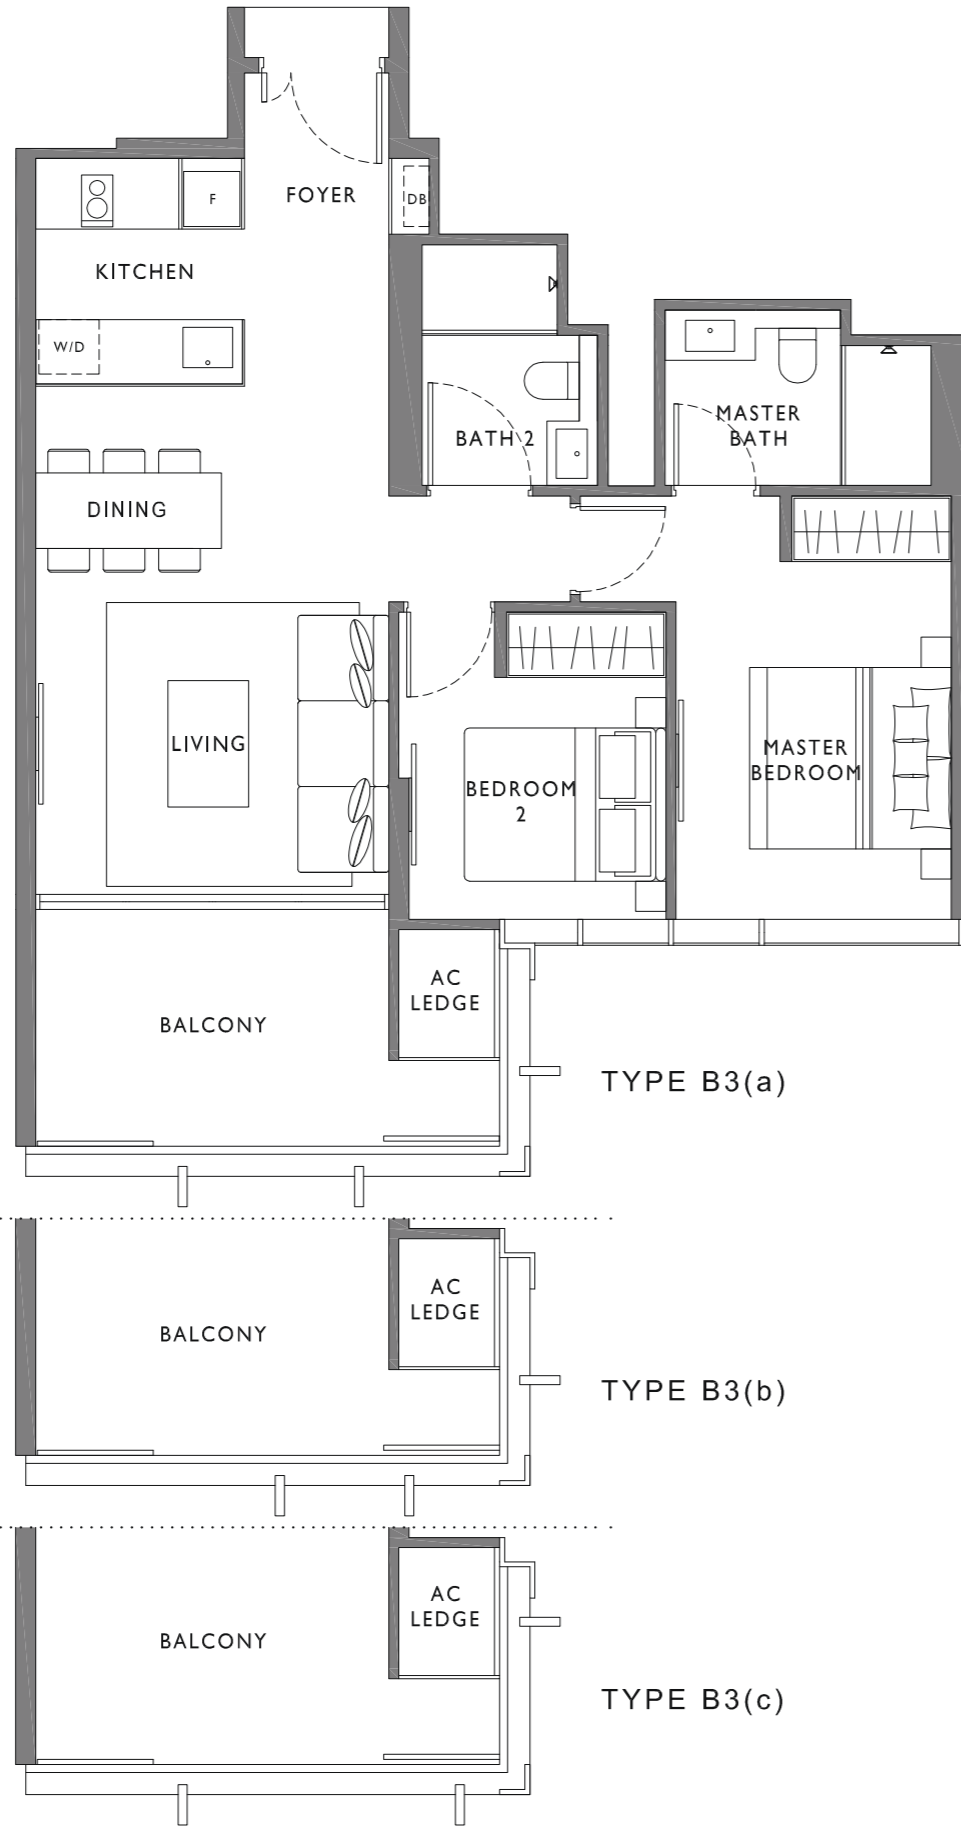 FOYER
F
DB
KITCHEN
W/D
MASTER
BATH
BATH 2
DINING
LIVING
MASTER
BEDROOM
BEDROOM
2
AC
LEDGE
BALCONY
TYPE B3(a)
AC
LEDGE
BALCONY
TYPE B3(b)
AC
LEDGE
BALCONY
TYPE B3(c)